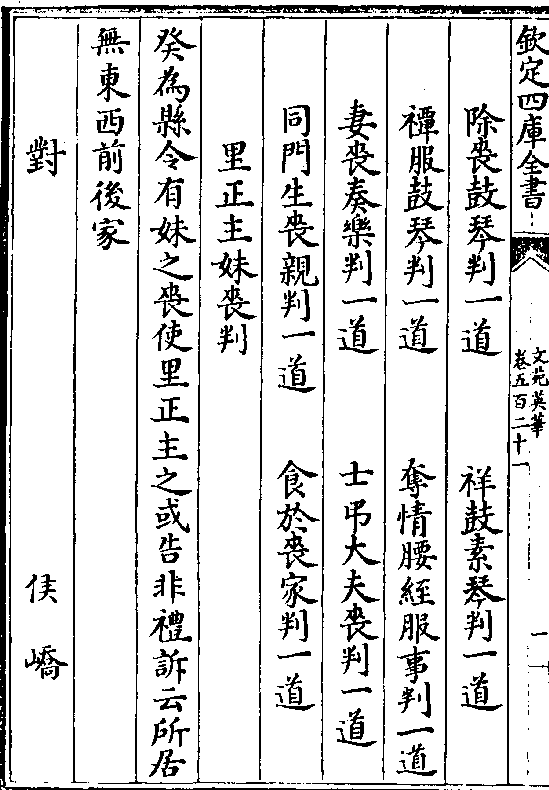 欽定四庫全書
文苑英華
卷五百二十一
一
除喪鼓琴判一道 祥鼓素琴判一道
禫服鼓琴判一道 奪情腰絰服事判一道
妻喪奏樂判一道 士弔大夫喪判一道
同門生喪親判一道 食於喪家判一道
里正主妹喪判
癸為縣令有妹之喪使里正主之或告非禮訴云所居
無東西前後家
對 侯嶠